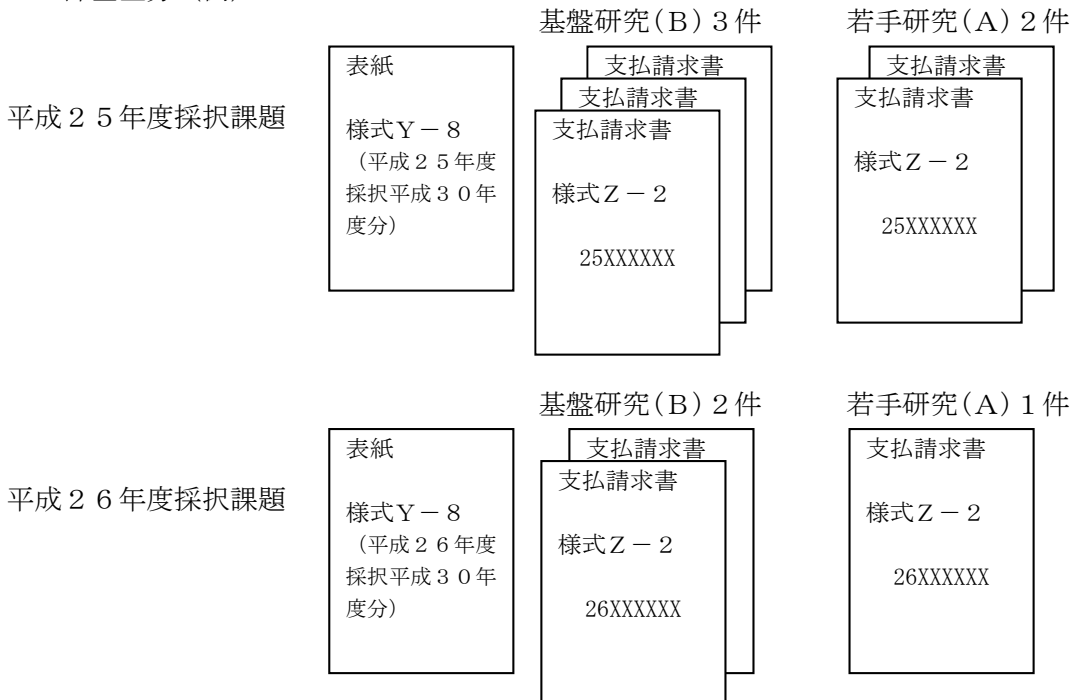 基盤研究(B)3件
若手研究(A)2件
平成25年度採択課題
表紙
様式Y-8
(平成25年度
採択平成30年
度分)
支払請求書
支払請求書
支払請求書
様式Z-2
25XXXXXX
支払請求書
支払請求書
様式Z-2
25XXXXXX
基盤研究(B)2件
若手研究(A)1件
平成26年度採択課題
表紙
様式Y-8
(平成26年度
採択平成30年
度分)
支払請求書
支払請求書
様式Z-2
26XXXXXX
支払請求書
様式Z-2
26XXXXXX